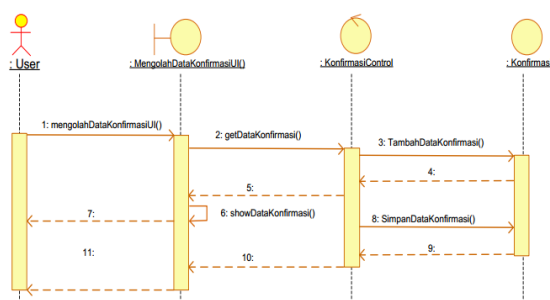 : User
: MengolahDataKonfirmasiUI()
: KonfirmasiControl
: Konfirmas
1: mengolahDataKonfirmasiUI()
2: getDataKonfirmasi()
3: TambahDataKonfirmasi()
4:
5:
6: showDataKonfirmasi()
7:
8: SimpanDataKonfirmasi()
9:
10:
11: